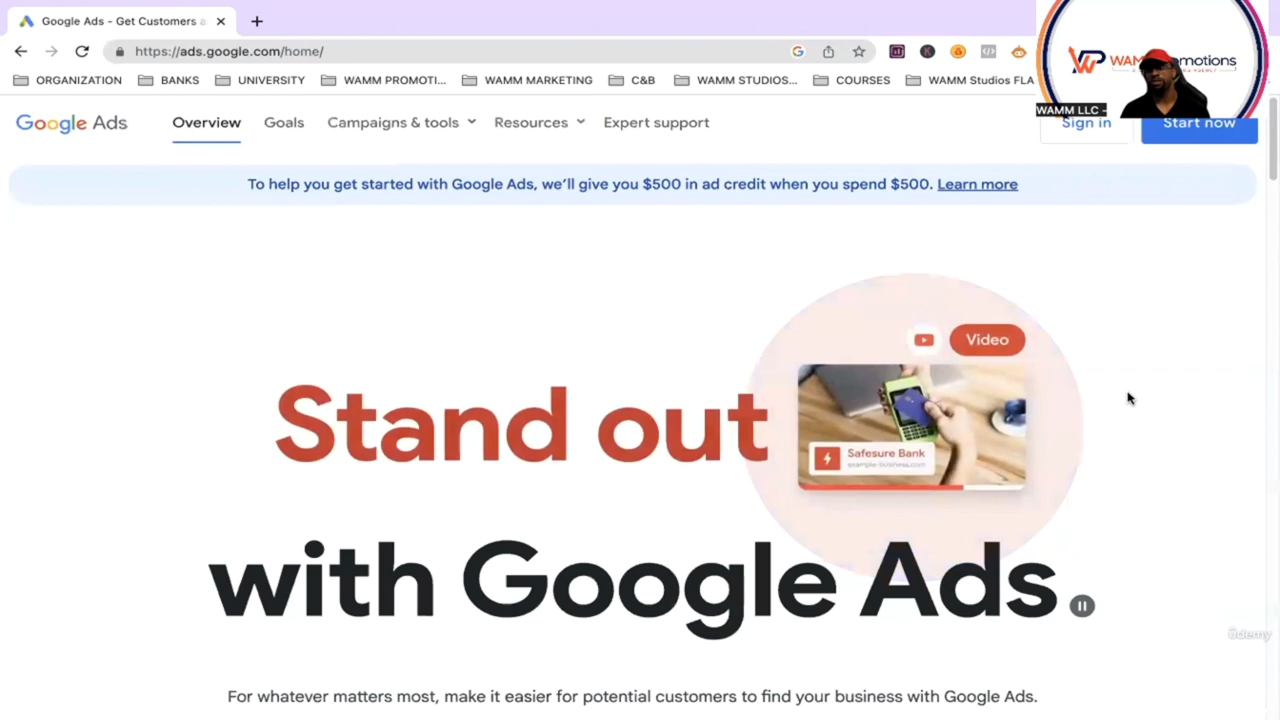 Google Ads - Get Customers a
https://ads.google.com/home/
ORGANIZATION BANKS UNIVERSITY WAMM PROMOTI... WAMM MARKETING C&B WAMM STUDIOS... COURSES WAMM Studios FLA
WAMM LLC -
Google Ads Overview Goals Campaigns & tools Resources Expert support Sign in Start now
To help you get started with Google Ads, we'll give you $500 in ad credit when you spend $500. Learn more
Video
Stand out
Safesure Bank
example-business.com
with Google Ads.
ûdemy
For whatever matters most, make it easier for potential customers to find your business with Google Ads.